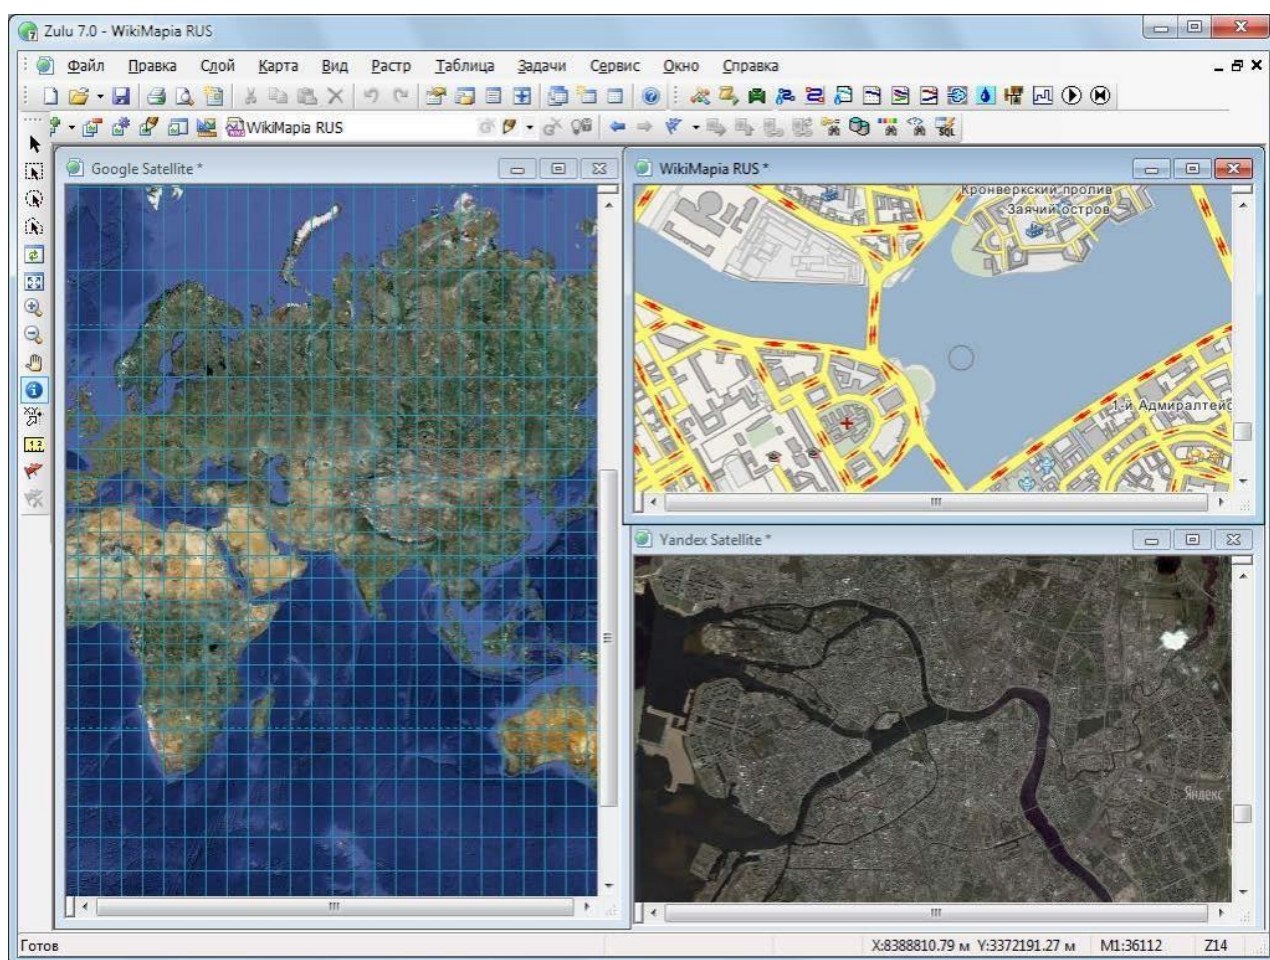 Zulu 7.0 - WikiMapia RUS
Файл Правка Слой Карта Вид Растр Таблица Задачи Сервис Окно Справка
WikiMapia RUS
Google Satellite *
WikiMapia RUS *
Кронверкский пролив
Заячий остров
1-й Адмиралтейс
Yandex Satellite *
Яндекс
Готов
X:8388810.79 м Y:3372191.27 м M1:36112 Z14